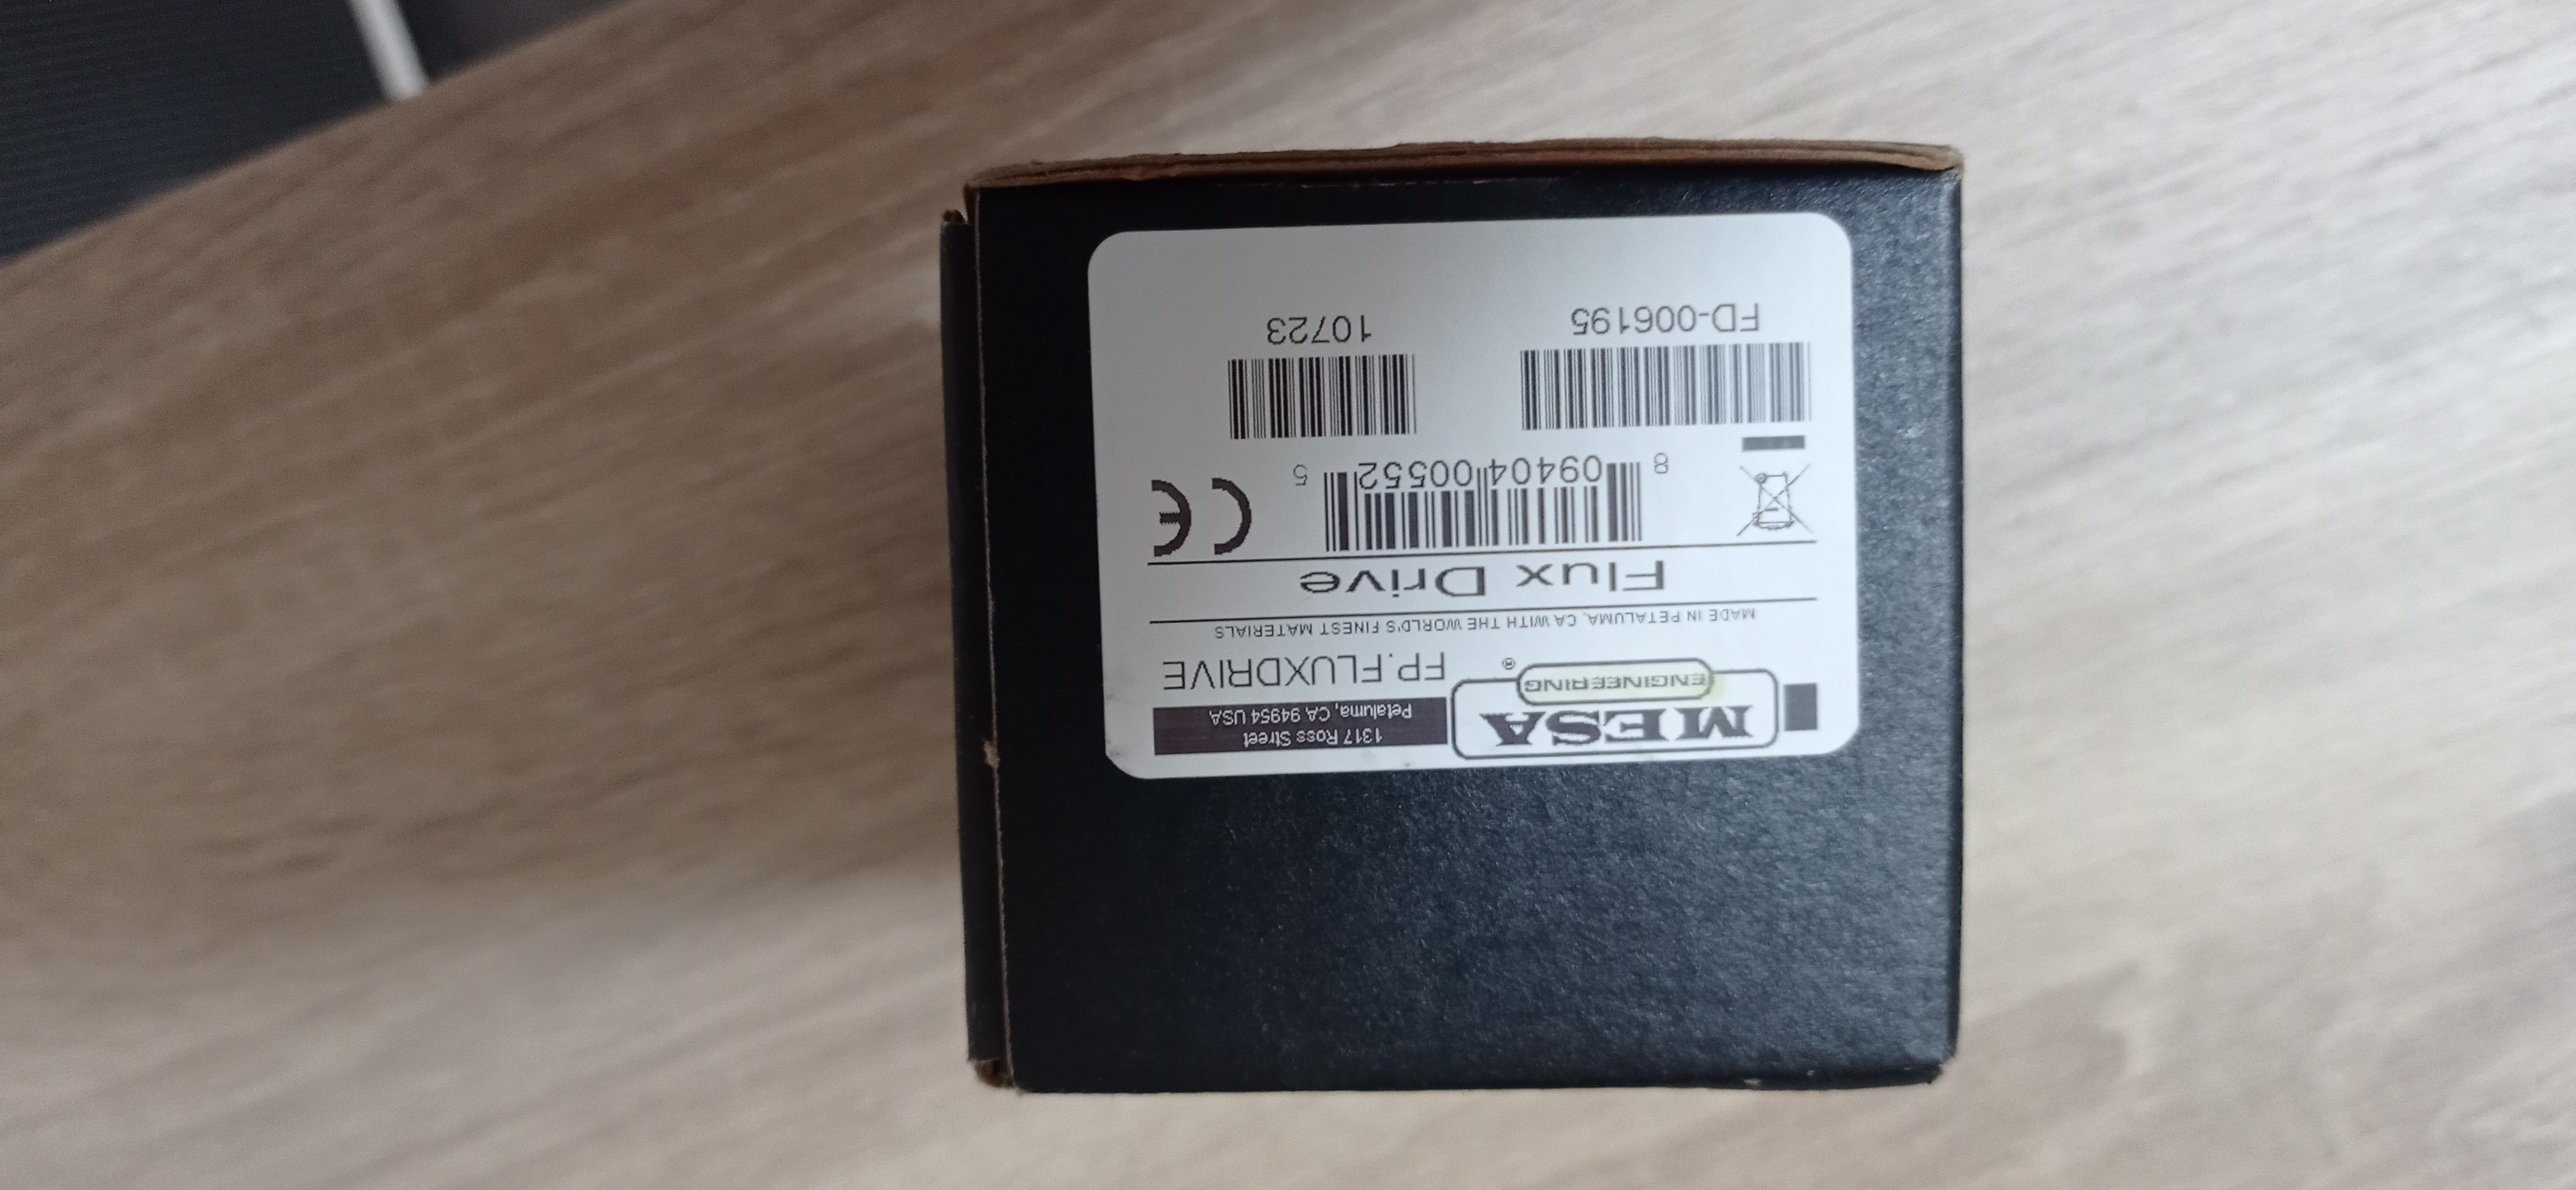 MESA
ENGINEERING
®
1317 Ross Street
Petaluma, CA 94954 USA
FP.FLUXDRIVE
MADE IN PETALUMA, CA WITH THE WORLD'S FINEST MATERIALS
Flux Drive
8 09404 00552 5
CE
FD-006195
10723